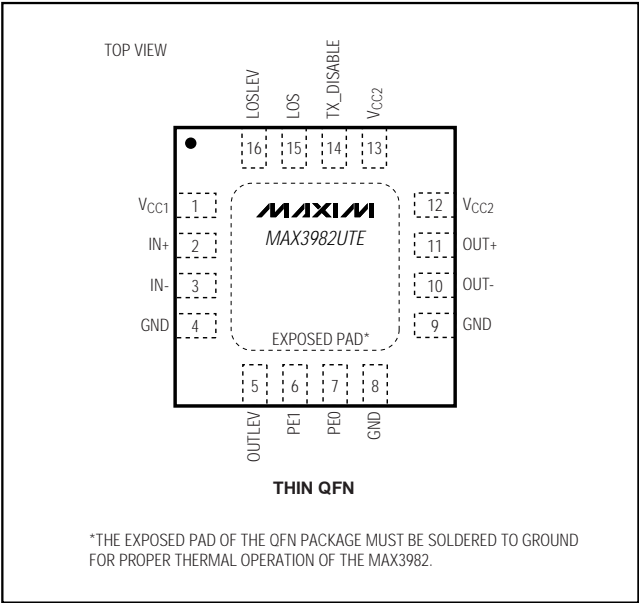 TOP VIEW
LOSLEV
LOS
TX_DISABLE
VCC2
16
15
14
13
VCC1 1
IN+ 2
IN- 3
GND 4
MAXIM
MAX3982UTE
EXPOSED PAD*
12 VCC2
11 OUT+
10 OUT-
9 GND
5
6
7
8
OUTLEV
PE1
PE0
GND
THIN QFN
*THE EXPOSED PAD OF THE QFN PACKAGE MUST BE SOLDERED TO GROUND
FOR PROPER THERMAL OPERATION OF THE MAX3982.